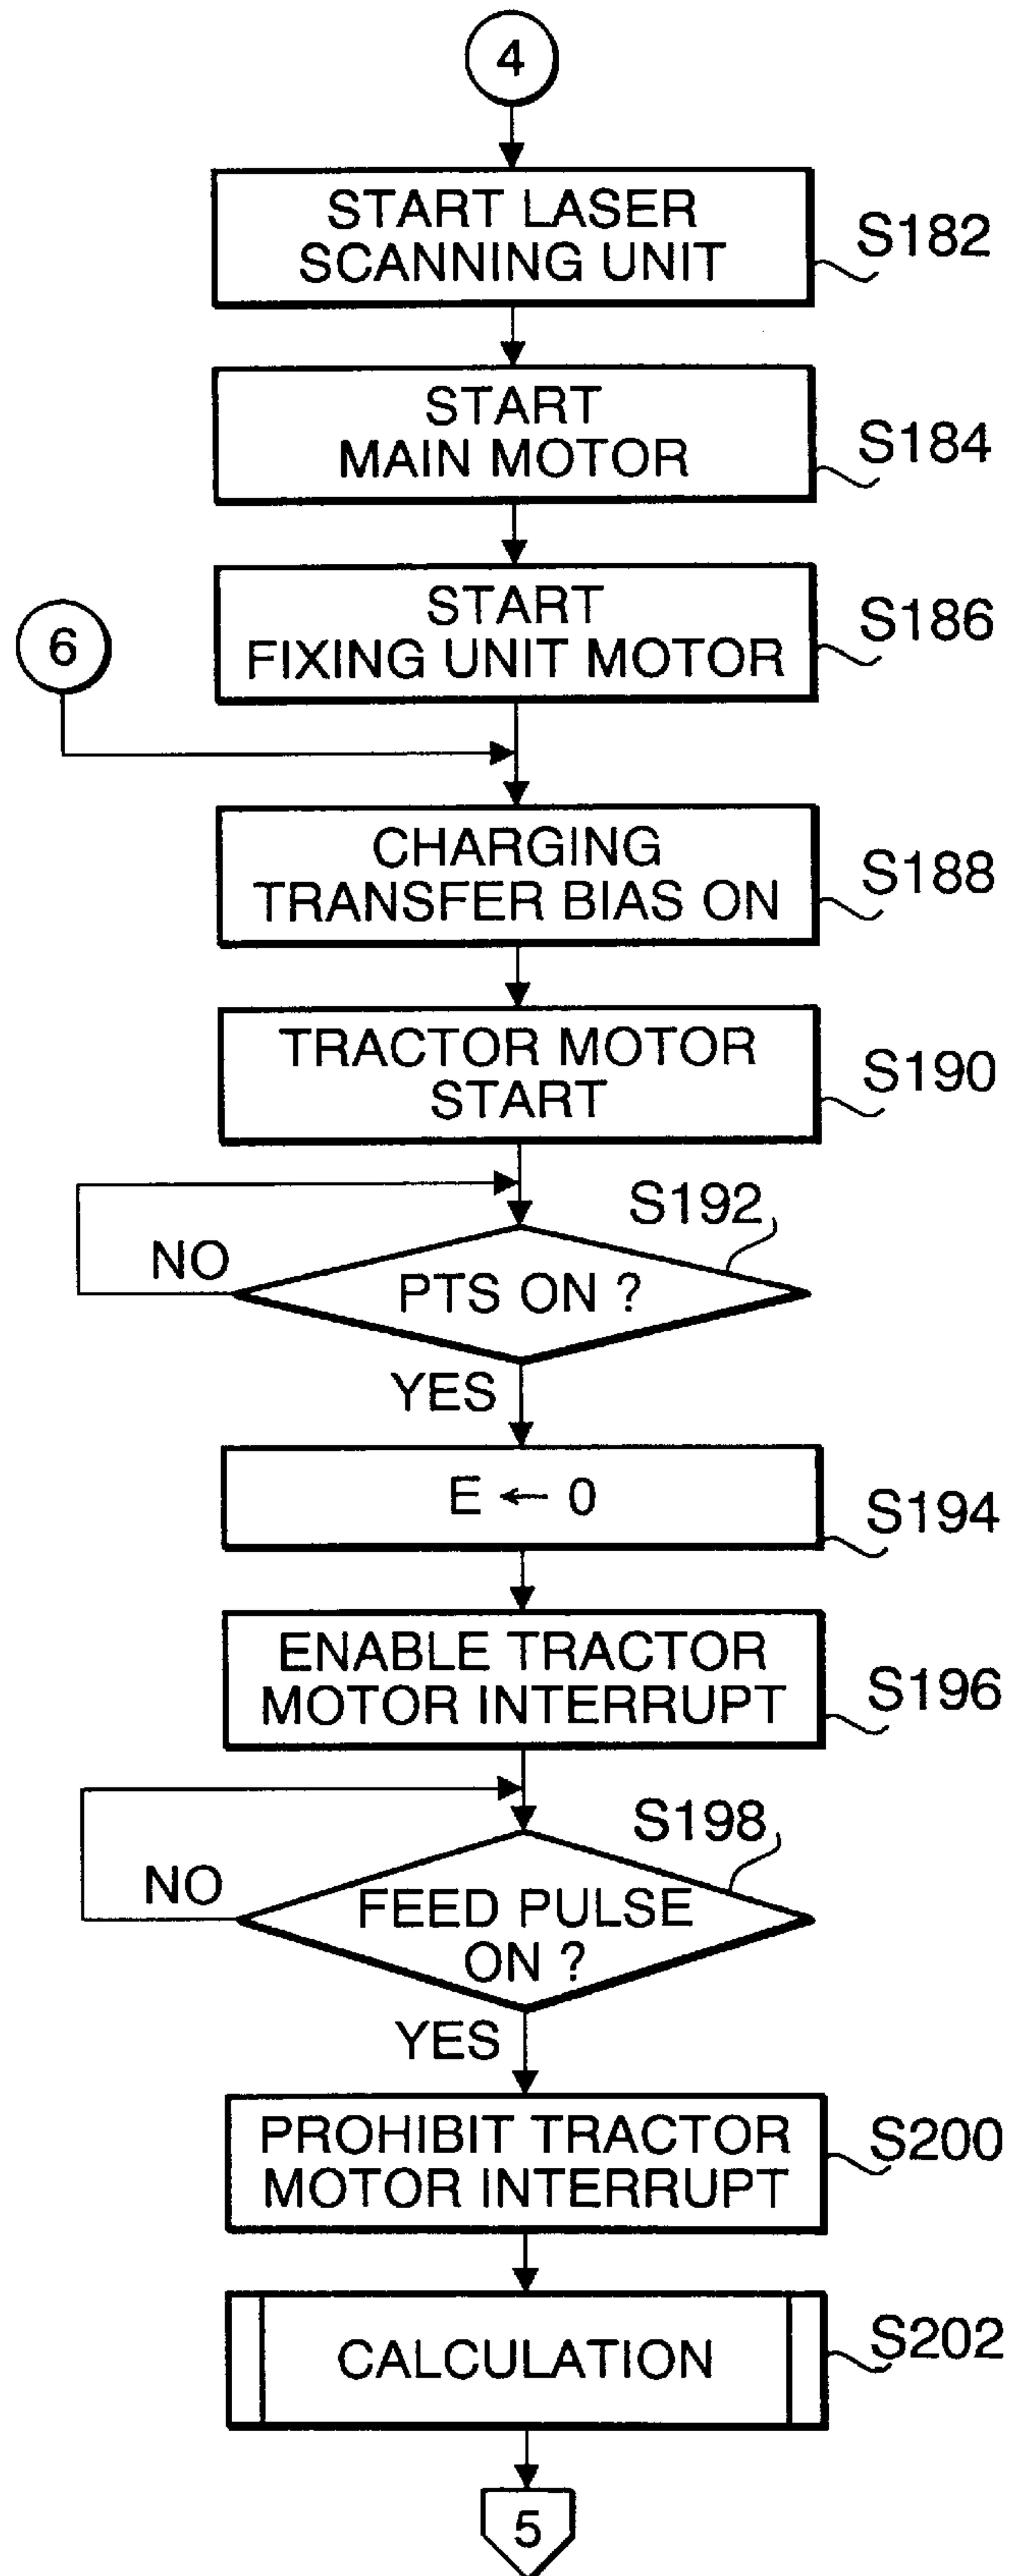 4
START LASER
SCANNING UNIT
S182
START
MAIN MOTOR
S184
START
FIXING UNIT MOTOR
S186
6
CHARGING
TRANSFER BIAS ON
S188
TRACTOR MOTOR
START
S190
S192
NO
PTS ON ?
YES
E ← 0
S194
ENABLE TRACTOR
MOTOR INTERRUPT
S196
S198
NO
FEED PULSE
ON ?
YES
PROHIBIT TRACTOR
MOTOR INTERRUPT
S200
CALCULATION
S202
5